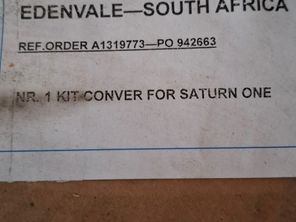 EDENVALE—SOUTH AFRICA
REF.ORDER A1319773—PO 942663
NR. 1 KIT CONVER FOR SATURN ONE